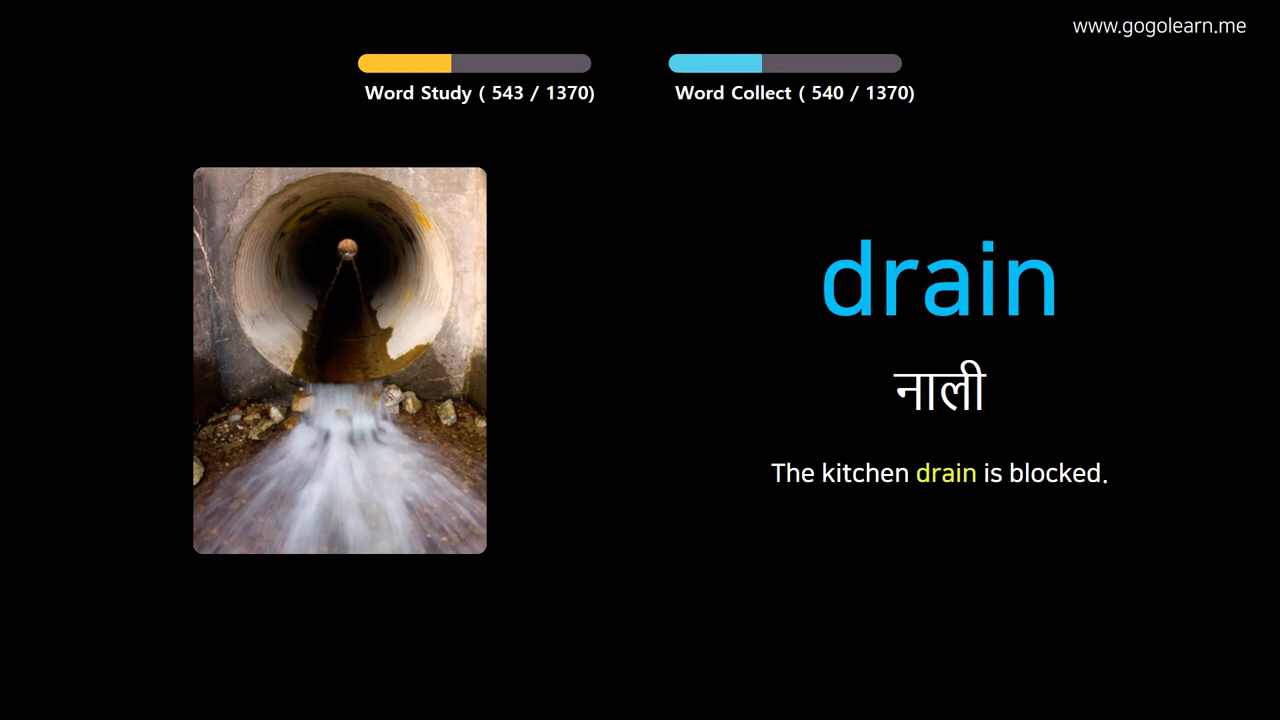 www.gogolearn.me
Word Study ( 543 / 1370)
Word Collect ( 540 / 1370)
drain
नाली
The kitchen drain is blocked.